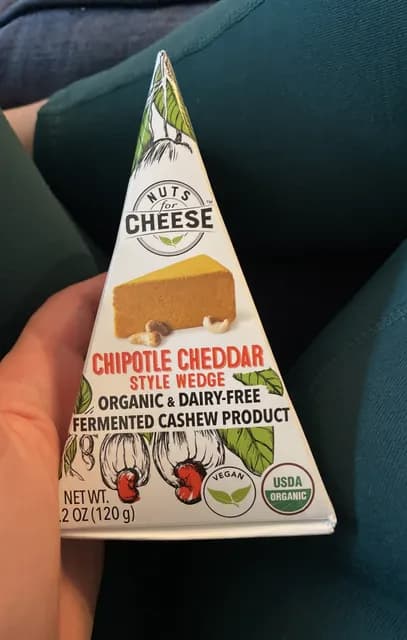 NUTS
for
CHEESE™
CHIPOTLE CHEDDAR
STYLE WEDGE
ORGANIC & DAIRY-FREE
FERMENTED CASHEW PRODUCT
VEGAN
USDA
ORGANIC
NET WT.
.2 OZ (120 g)